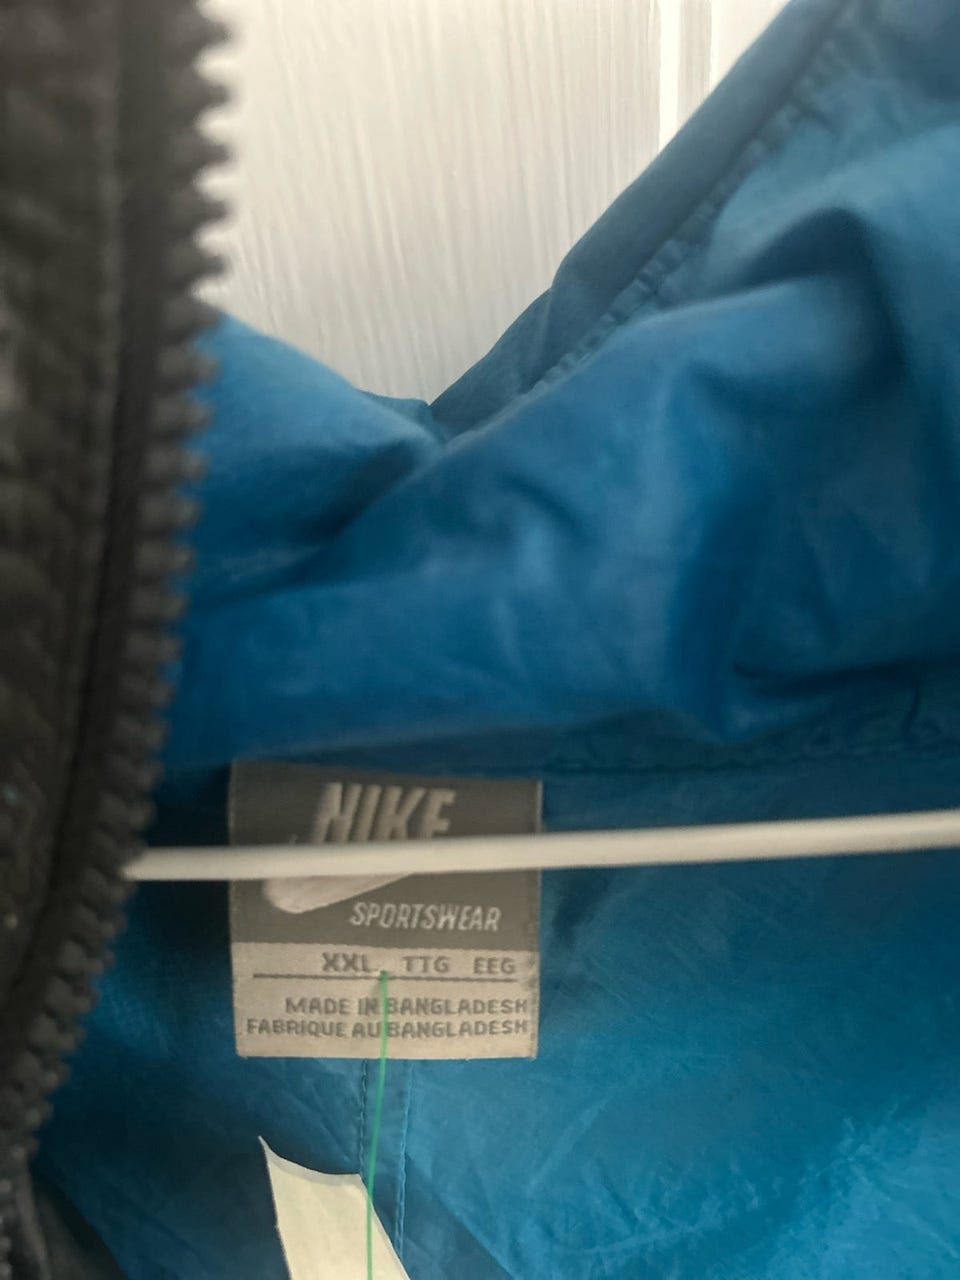 NIKE
SPORTSWEAR
XXL TTG EEG
MADE IN BANGLADESH
FABRIQUE AU BANGLADESH